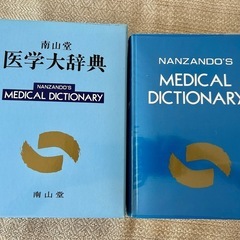 南山堂
医学大辞典
NANZANDO'S
MEDICAL DICTIONARY
南山堂
NANZANDO'S
MEDICAL
DICTIONARY